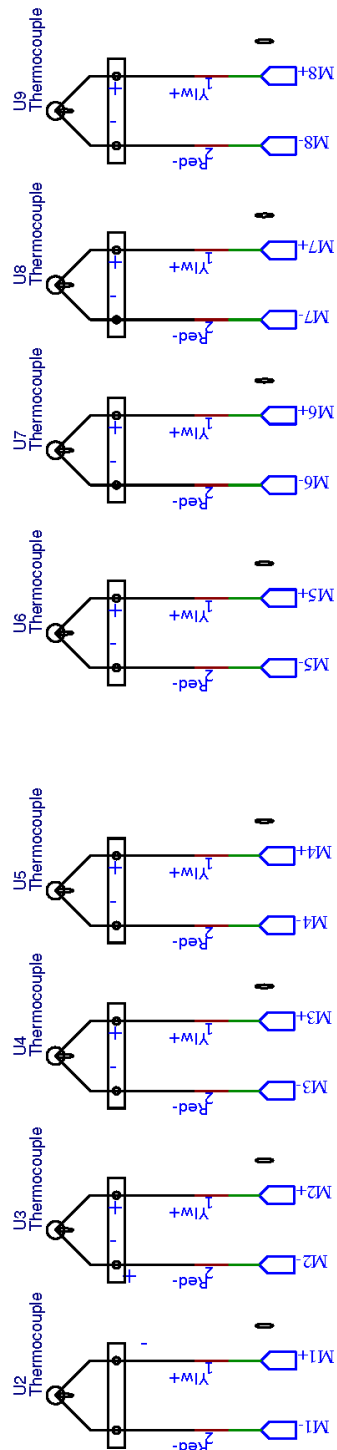 U9
Thermocouple
+
-
1
Ylw+
2
Red-
M8+
M8-
U8
Thermocouple
+
-
1
Ylw+
2
Red-
M7+
M7-
U7
Thermocouple
+
-
1
Ylw+
2
Red-
M6+
M6-
U6
Thermocouple
+
-
1
Ylw+
2
Red-
M5+
M5-
U5
Thermocouple
+
-
1
Ylw+
2
Red-
M4+
M4-
U4
Thermocouple
+
-
1
Ylw+
2
Red-
M3+
M3-
U3
Thermocouple
+
-
1
Ylw+
2
Red-
M2+
M2-
U2
Thermocouple
+
-
1
Ylw+
2
Red-
M1+
M1-